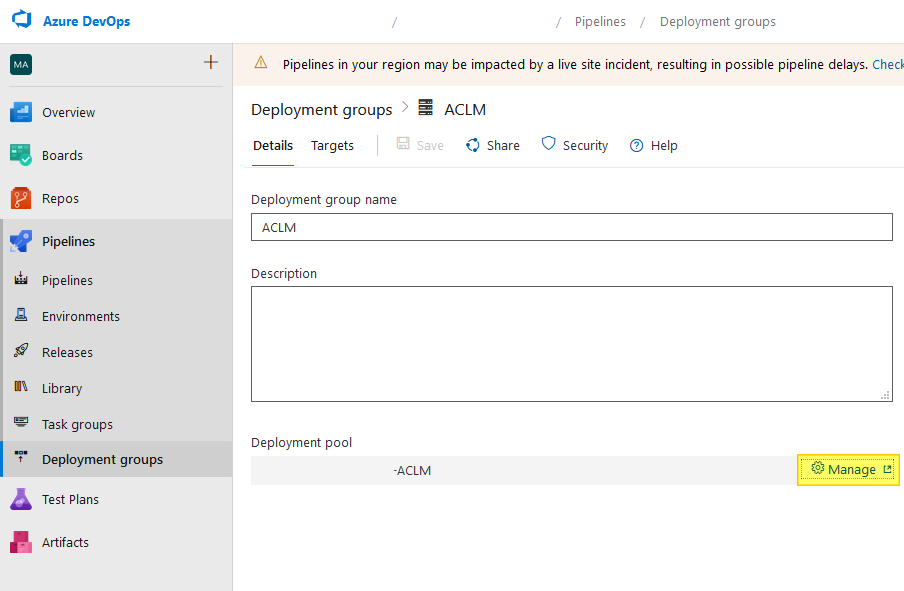 Azure DevOps / / Pipelines / Deployment groups
MA +
Pipelines in your region may be impacted by a live site incident, resulting in possible pipeline delays. Check
Overview
Boards
Repos
Pipelines
Pipelines
Environments
Releases
Library
Task groups
Deployment groups
Test Plans
Artifacts
Deployment groups > ACLM
Details Targets Save Share Security Help
Deployment group name
ACLM
Description
Deployment pool
-ACLM Manage